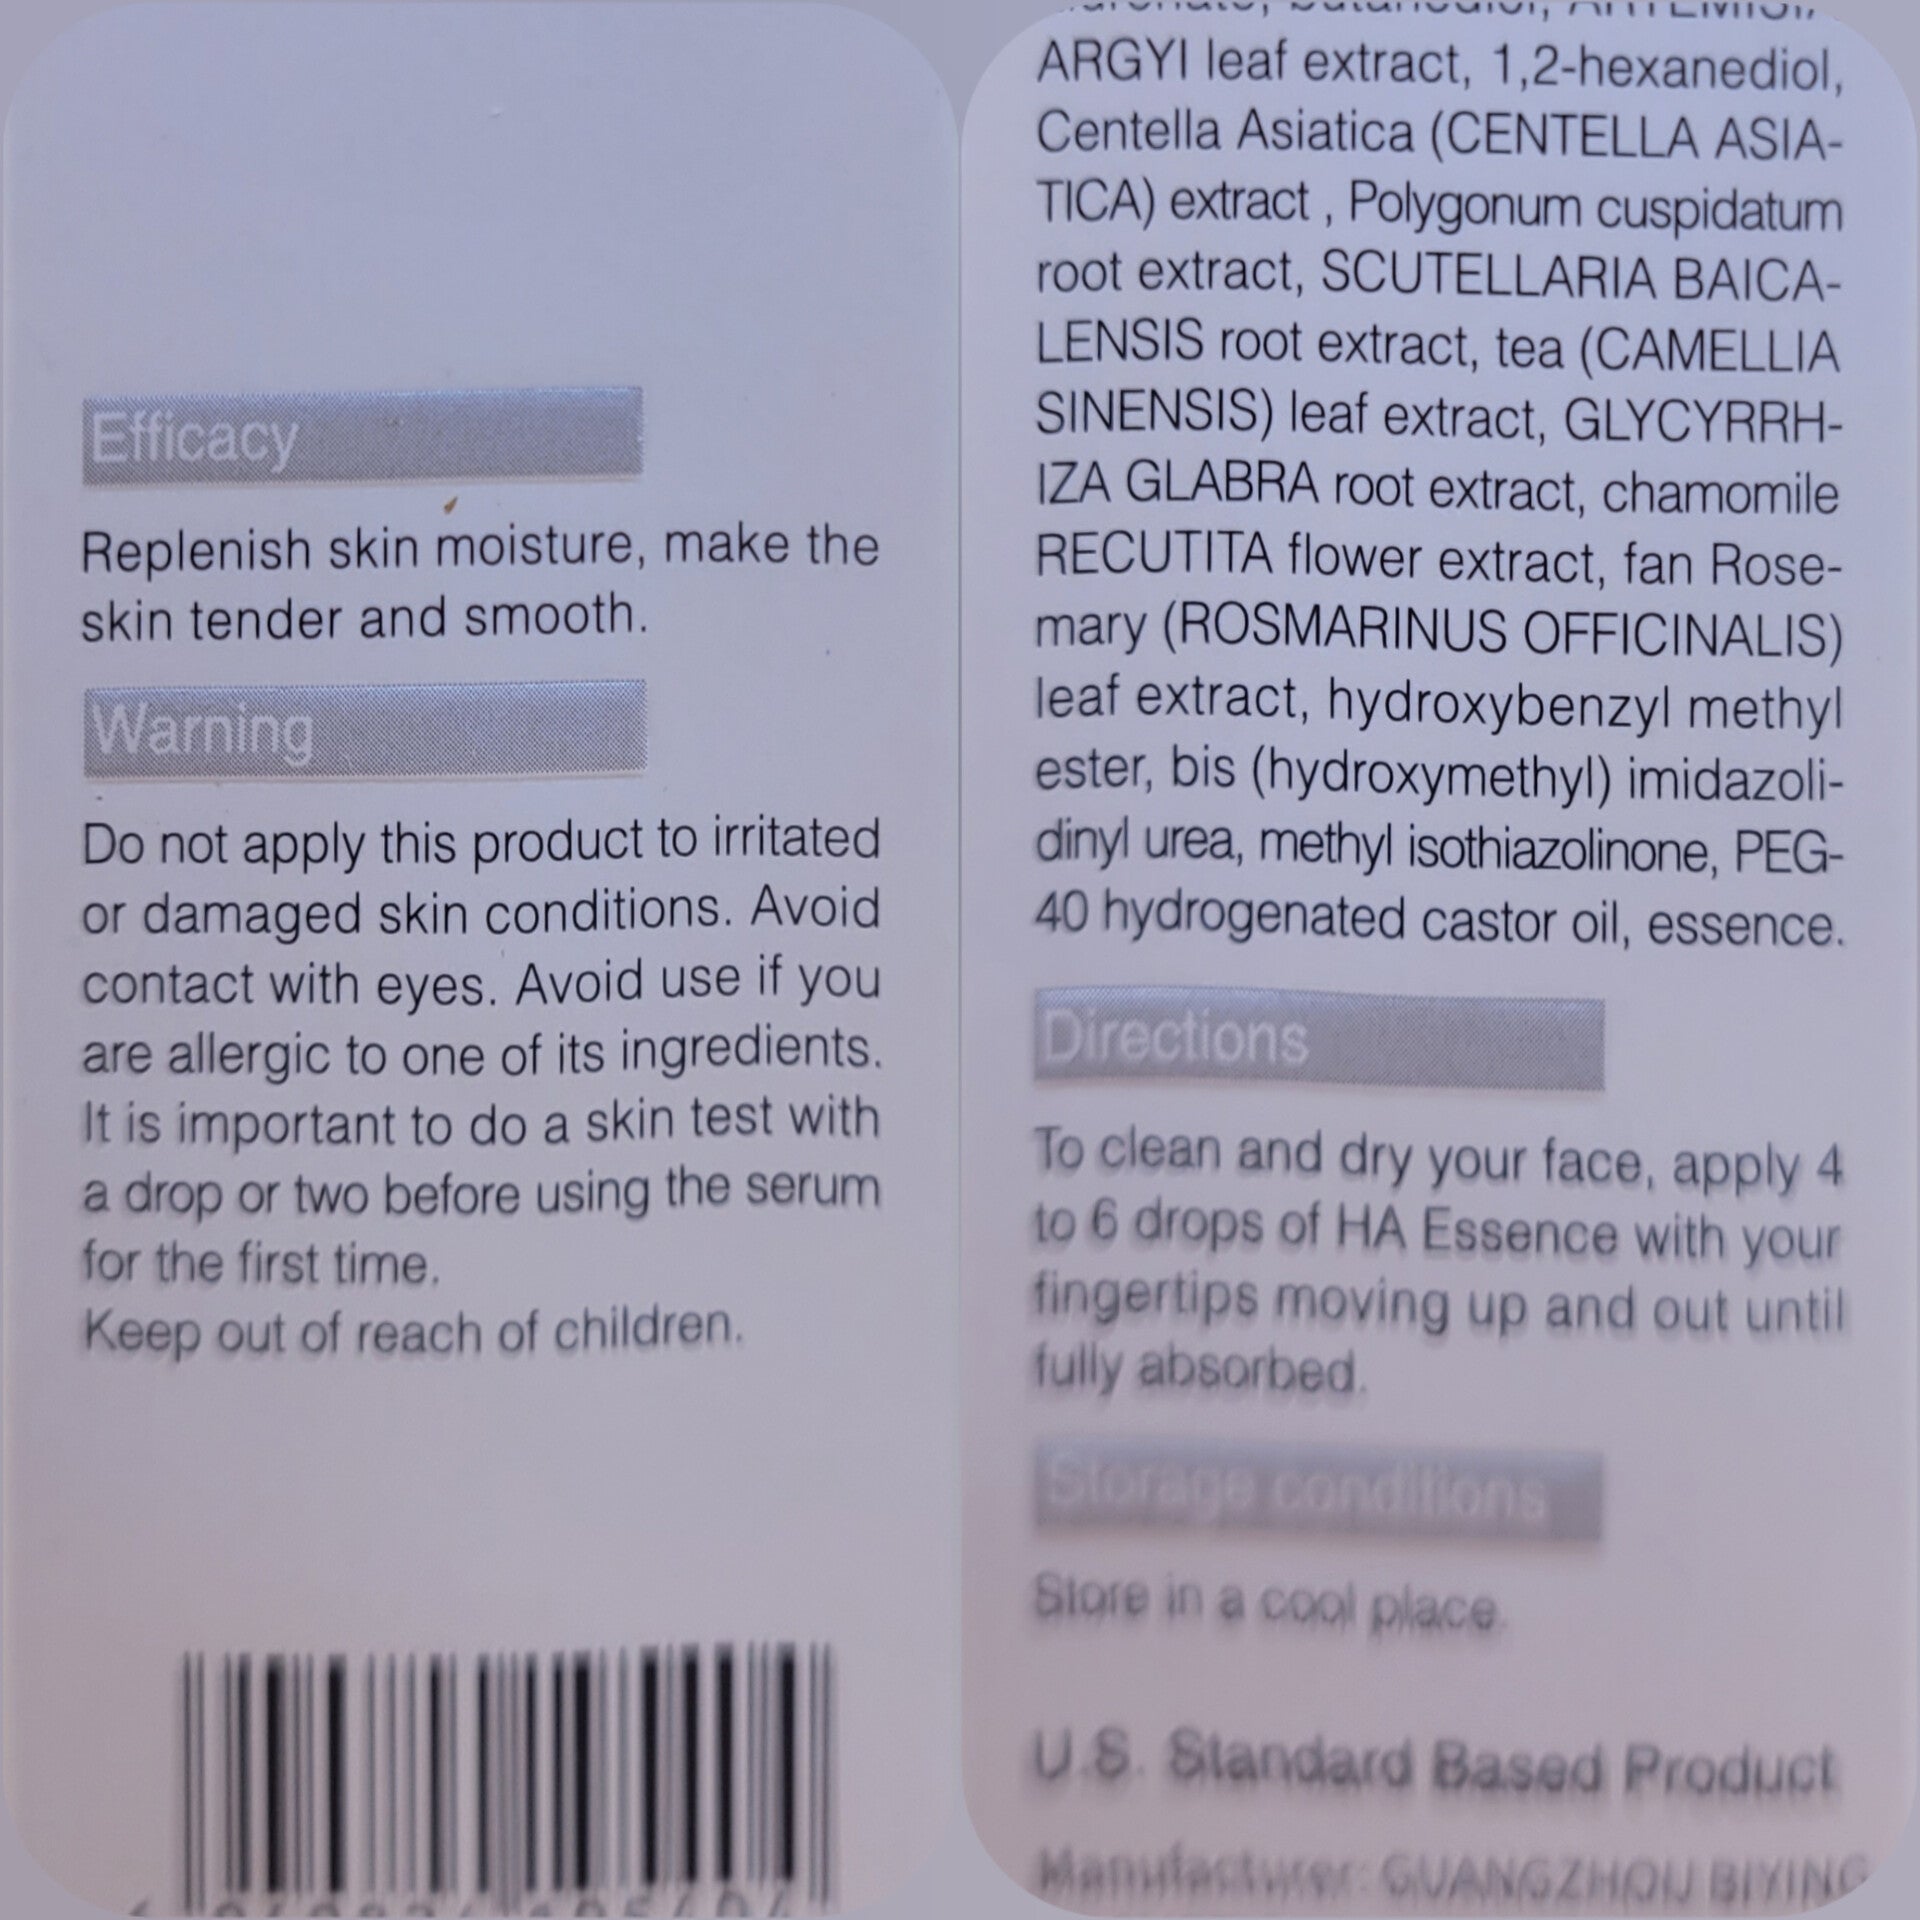 Efficacy
Replenish skin moisture, make the
skin tender and smooth.
Warning
Do not apply this product to irritated
or damaged skin conditions. Avoid
contact with eyes. Avoid use if you
are allergic to one of its ingredients.
It is important to do a skin test with
a drop or two before using the serum
for the first time.
Keep out of reach of children.
ARGYI leaf extract, 1,2-hexanediol,
Centella Asiatica (CENTELLA ASIA-
TICA) extract , Polygonum cuspidatum
root extract, SCUTELLARIA BAICA-
LENSIS root extract, tea (CAMELLIA
SINENSIS) leaf extract, GLYCYRRH-
IZA GLABRA root extract, chamomile
RECUTITA flower extract, fan Rose-
mary (ROSMARINUS OFFICINALIS)
leaf extract, hydroxybenzyl methyl
ester, bis (hydroxymethyl) imidazoli-
dinyl urea, methyl isothiazolinone, PEG-
40 hydrogenated castor oil, essence.
Directions
To clean and dry your face, apply 4
to 6 drops of HA Essence with your
fingertips moving up and out until
fully absorbed.
Storage conditions
Store in a cool place.
U.S. Standard Based Product
Manufacturer: GUANGZHOU BIYING